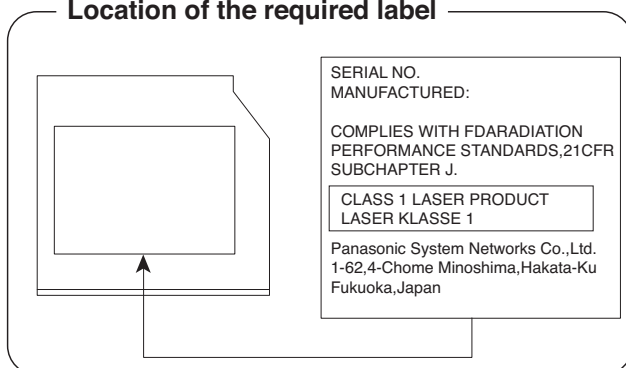 Location of the required label
SERIAL NO.
MANUFACTURED:
COMPLIES WITH FDARADIATION
PERFORMANCE STANDARDS,21CFR
SUBCHAPTER J.
CLASS 1 LASER PRODUCT
LASER KLASSE 1
Panasonic System Networks Co.,Ltd.
1-62,4-Chome Minoshima,Hakata-Ku
Fukuoka,Japan